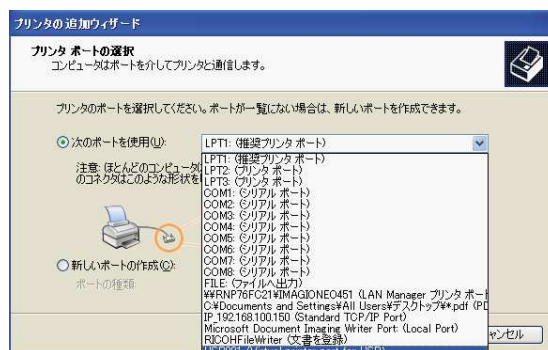 プリンタの追加ウィザード
プリンタ ポートの選択
コンピュータはポートを介してプリンタと通信します。
プリンタのポートを選択してください。ポートが一覧にない場合は、新しいポートを作成できます。
次のポートを使用(U):
LPT1: (推奨プリンタ ポート)
注意: ほとんどのコンピュータ
のコネクタはこのような形状を
LPT1: (推奨プリンタ ポート)
LPT2: (プリンタ ポート)
LPT3: (プリンタ ポート)
COM1: (シリアル ポート)
COM2: (シリアル ポート)
COM3: (シリアル ポート)
COM4: (シリアル ポート)
COM5: (シリアル ポート)
COM6: (シリアル ポート)
COM7: (シリアル ポート)
COM8: (シリアル ポート)
FILE: (ファイルへ出力)
¥¥RNP76FC21¥IMAGIONEO451 (LAN Manager プリンタ ポー
C:¥Documents and Settings¥All Users¥デスクトップ¥*.pdf (PD
IP_192.168.100.150 (Standard TCP/IP Port)
Microsoft Document Imaging Writer Port: (Local Port)
RICOHFileWriter (文書を登録)
新しいポートの作成(C):
ポートの種類:
ャンセル